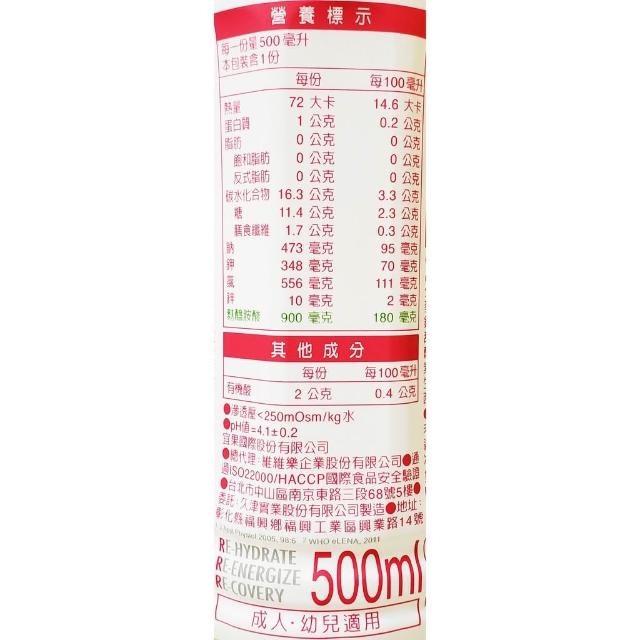 營養標示
每一份量500毫升
本包裝含1份
每份 每100毫升
熱量 72 大卡 14.6 大卡
蛋白質 1 公克 0.2 公克
脂肪 0 公克 0 公克
飽和脂肪 0 公克 0 公克
反式脂肪 0 公克 0 公克
碳水化合物 16.3 公克 3.3 公克
糖 11.4 公克 2.3 公克
膳食纖維 1.7 公克 0.3 公克
鈉 473 毫克 95 毫克
鉀 348 毫克 70 毫克
氯 556 毫克 111 毫克
鋅 10 毫克 2 毫克
麩醯胺酸 900 毫克 180 毫克
其他成分
每份 每100毫升
有機酸 2 公克 0.4 公克
●滲透壓<250mOsm/kg水
●pH值=4.1±0.2
宜果國際股份有限公司
●總代理:維維樂企業股份有限公司●通
過ISO22000/HACCP國際食品安全驗證
●台北市中山區南京東路三段68號5樓●
委託:久津實業股份有限公司製造●地址:
彰化縣福興鄉福興工業區興業路14號
Physiol 2005, 98:6 7 WHO eLENA, 2011
RE-HYDRATE
RE-ENERGIZE
RE-COVERY
500ml
成人·幼兒適用